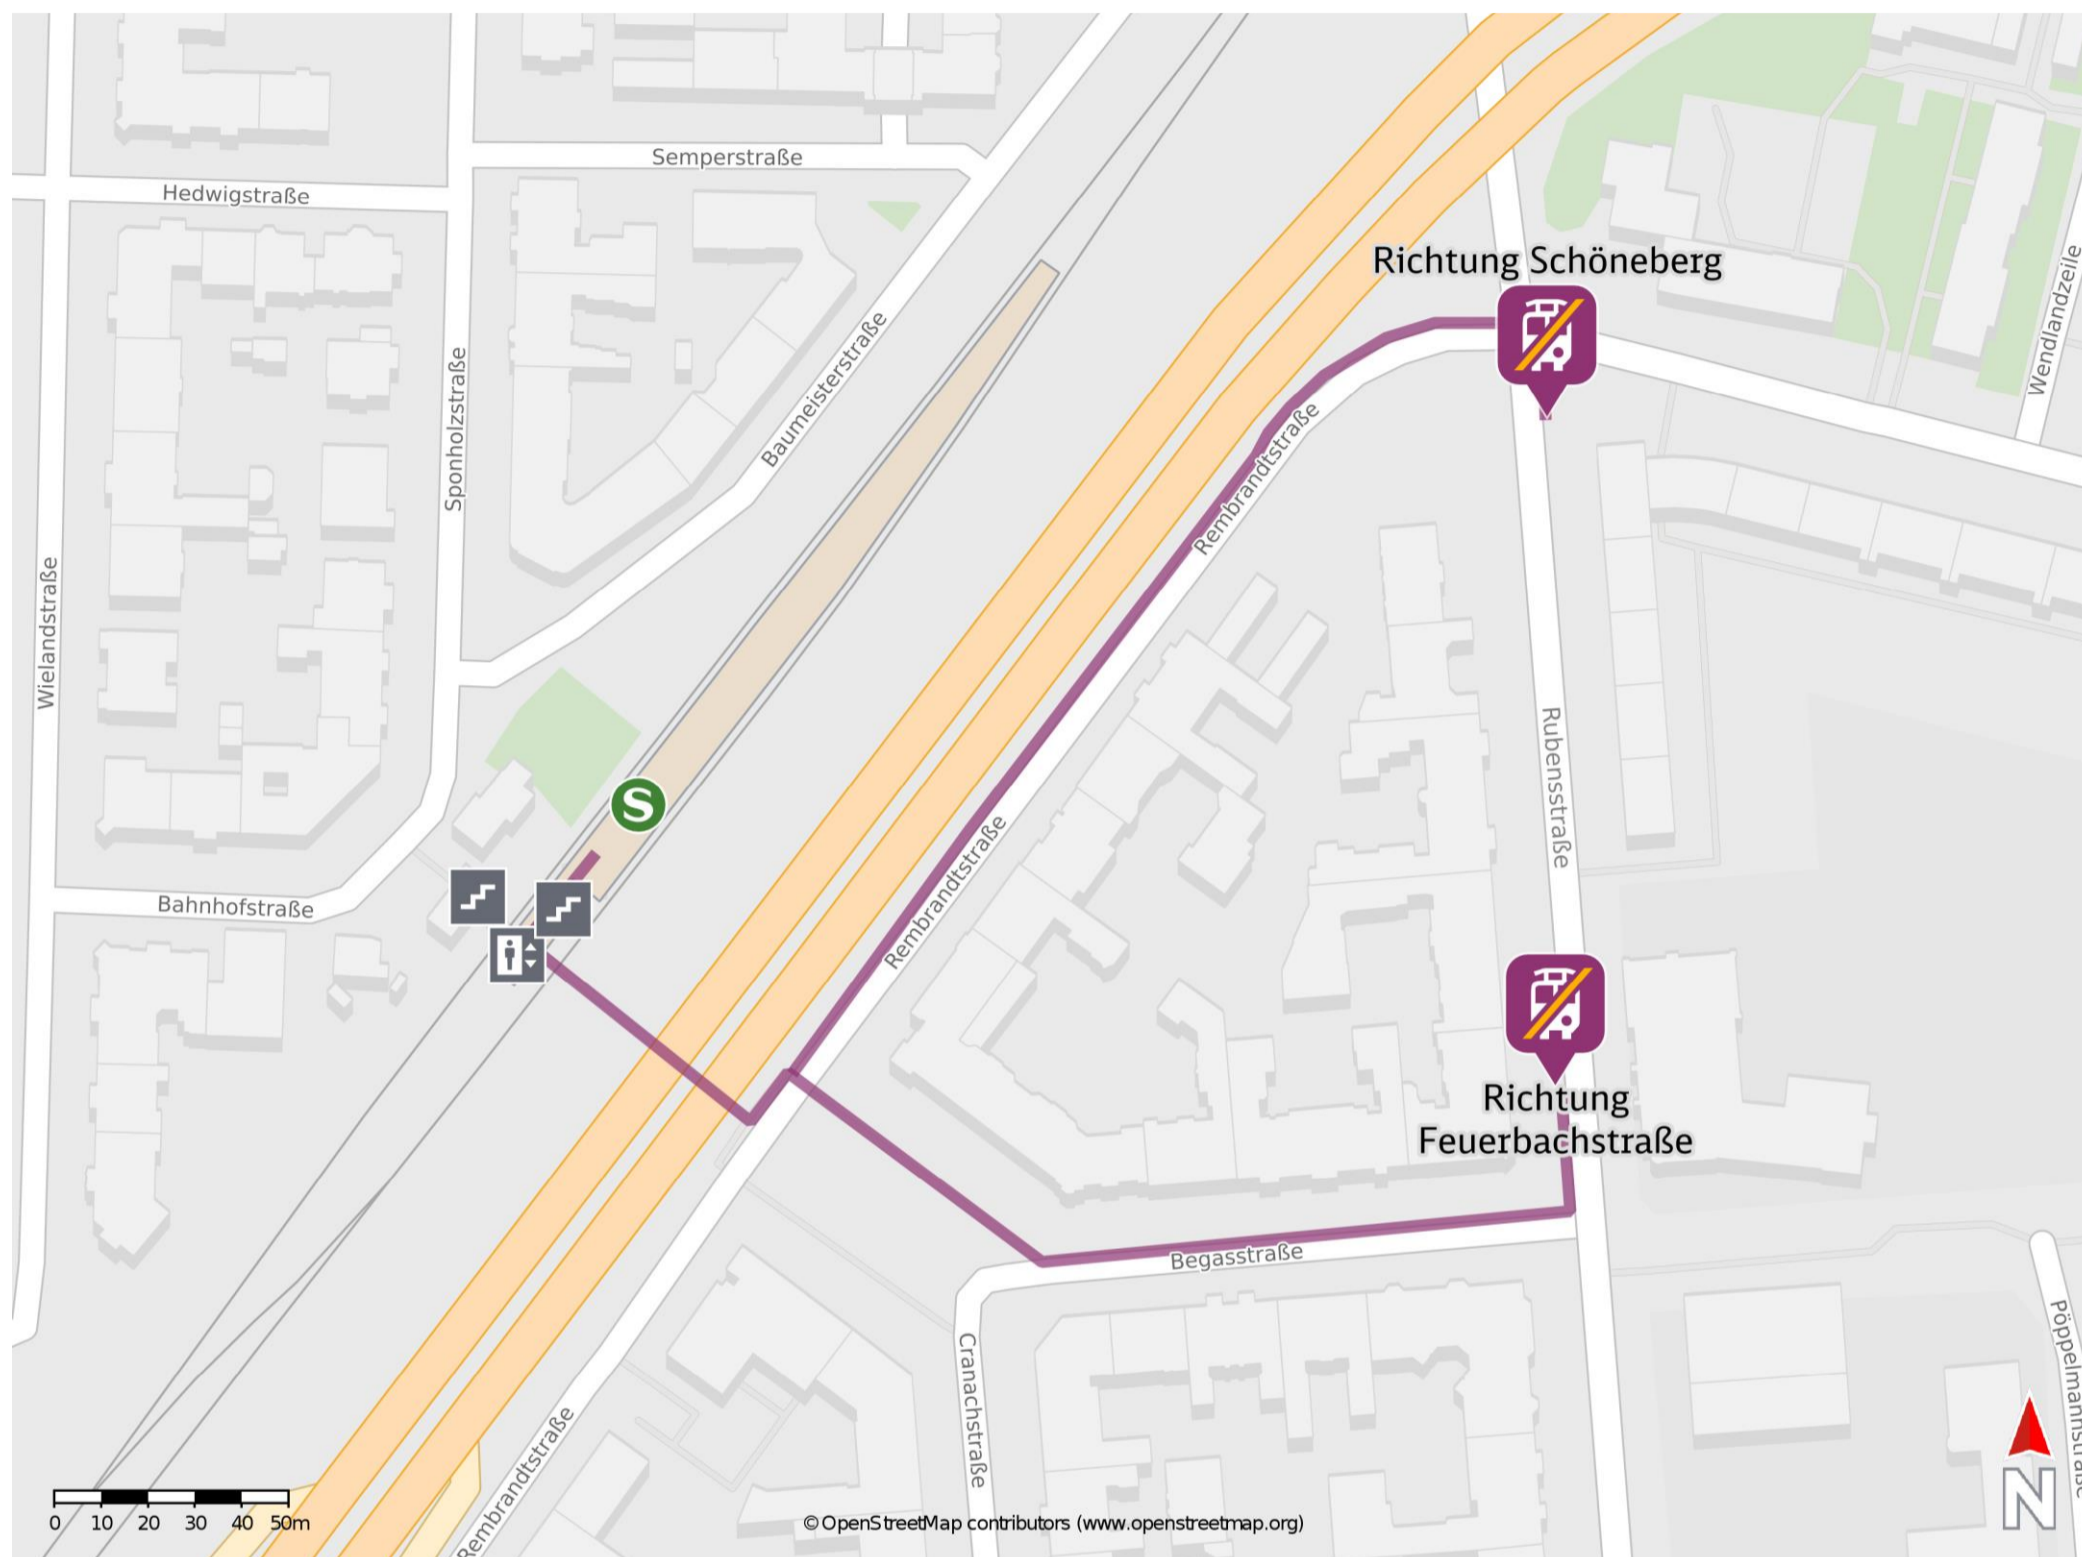 Semperstraße
Hedwigstraße
Richtung Schöneberg
Wendlandzeile
Baumeisterstraße
Sponholzstraße
Rembrandtstraße
Wielandstraße
Rubensstraße
S
Rembrandtstraße
Bahnhofstraße
Richtung
Feuerbachstraße
Begasstraße
Cranachstraße
Pöppelmannstraße
Rembrandtstraße
N
0 10 20 30 40 50m
© OpenStreetMap contributors (www.openstreetmap.org)